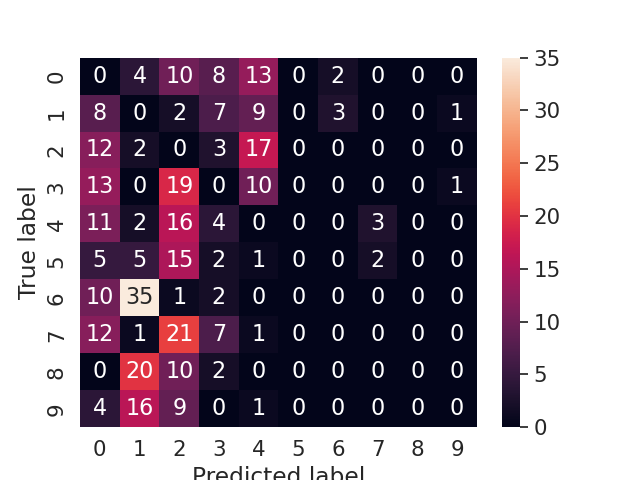 0 0 4 10 8 13 0 2 0 0 0 35
1 8 0 2 7 9 0 3 0 0 1 30
2 12 2 0 3 17 0 0 0 0 0 25
3 13 0 19 0 10 0 0 0 0 1 20
4 11 2 16 4 0 0 0 3 0 0
5 5 5 15 2 1 0 0 2 0 0 15
6 10 35 1 2 0 0 0 0 0 0 10
7 12 1 21 7 1 0 0 0 0 0
8 0 20 10 2 0 0 0 0 0 0 5
9 4 16 9 0 1 0 0 0 0 0 0
0 1 2 3 4 5 6 7 8 9
True label
Predicted label